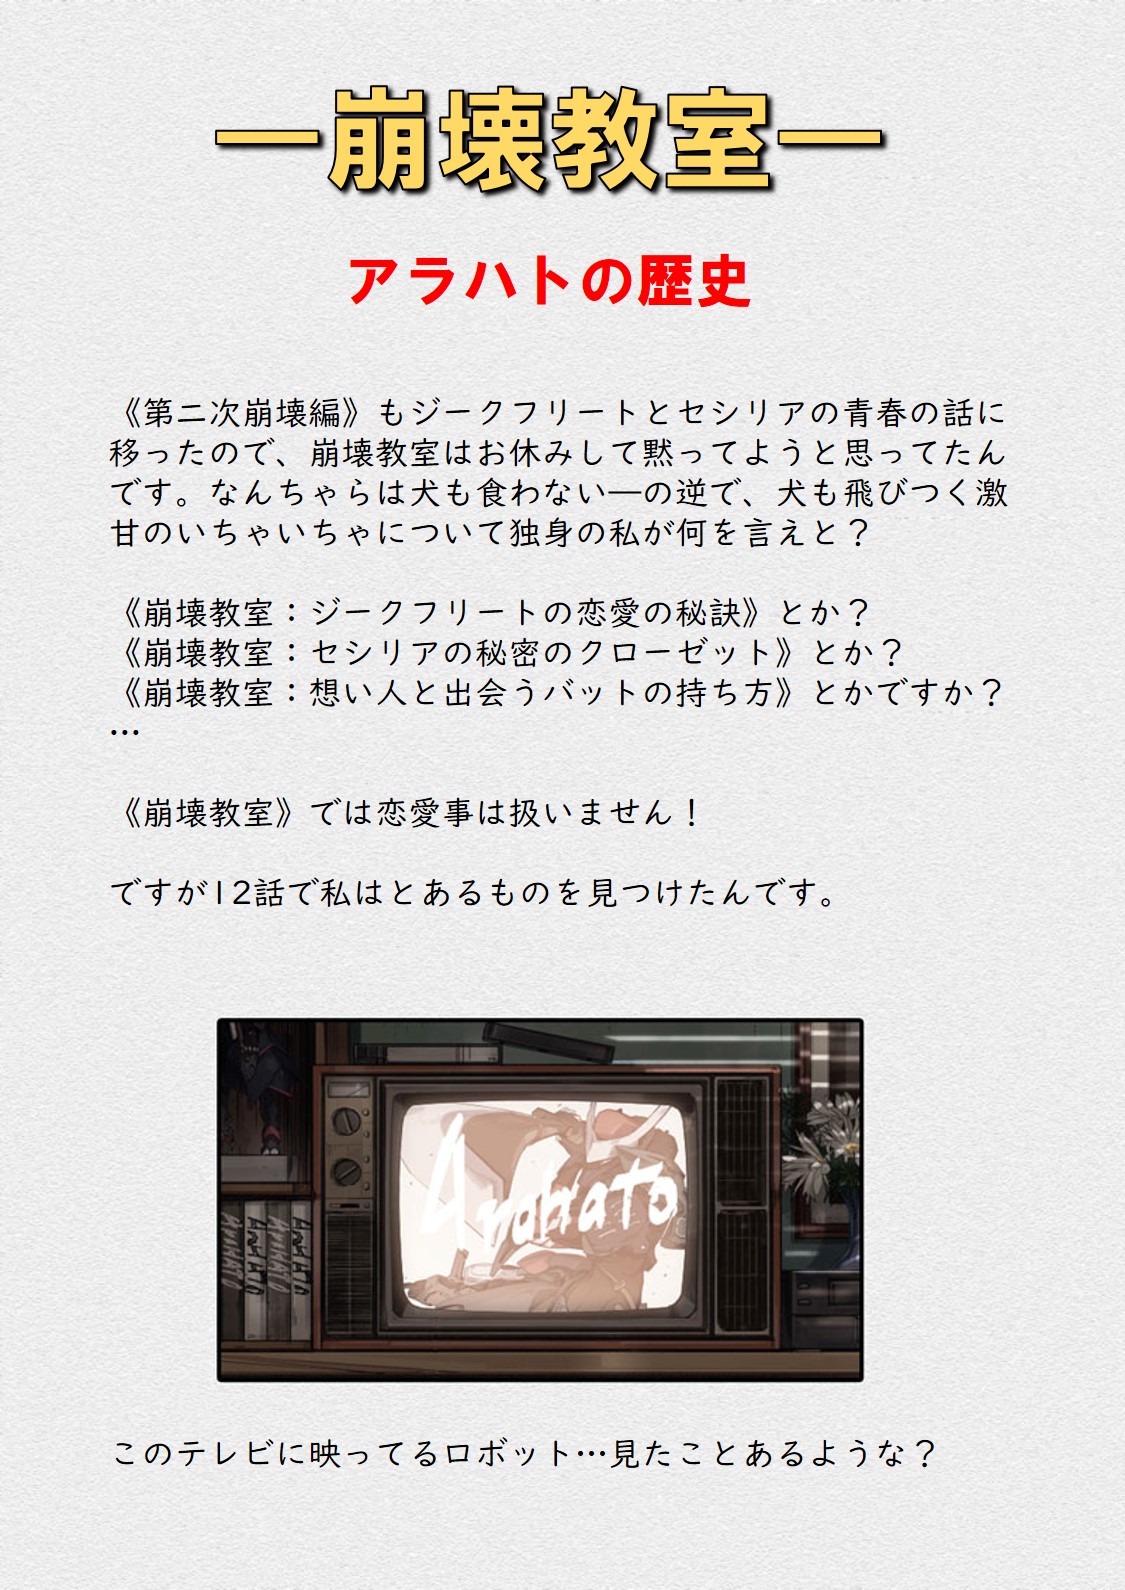 ―崩壊教室―
アラハトの歴史
《第二次崩壊編》もジークフリートとセシリアの青春の話に
移ったので、崩壊教室はお休みして黙ってようと思ってたん
です。なんちゃらは犬も食わない―の逆で、犬も飛びつく激
甘のいちゃいちゃについて独身の私が何を言えと？
《崩壊教室：ジークフリートの恋愛の秘訣》とか？
《崩壊教室：セシリアの秘密のクローゼット》とか？
《崩壊教室：想い人と出会うバットの持ち方》とかですか？
…
《崩壊教室》では恋愛事は扱いません！
ですが12話で私はとあるものを見つけたんです。
Arahato
ARAHATO
ARAHATO
ARAHATO
ARAHATO
このテレビに映ってるロボット…見たことあるような？